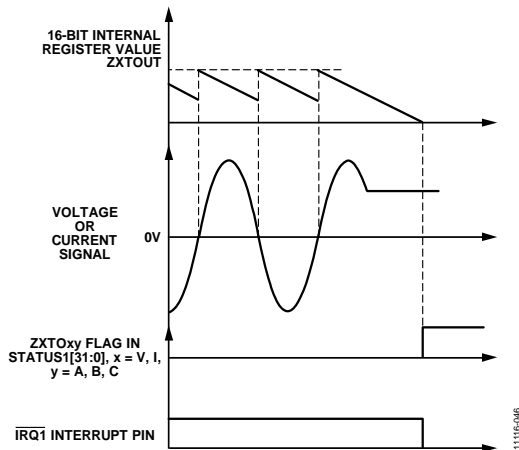 16-BIT INTERNAL
REGISTER VALUE
ZXTOUT
VOLTAGE
OR
CURRENT
SIGNAL
0V
ZXTOxy FLAG IN
STATUS1[31:0], x = V, I,
y = A, B, C
IRQ1 INTERRUPT PIN
11116-046